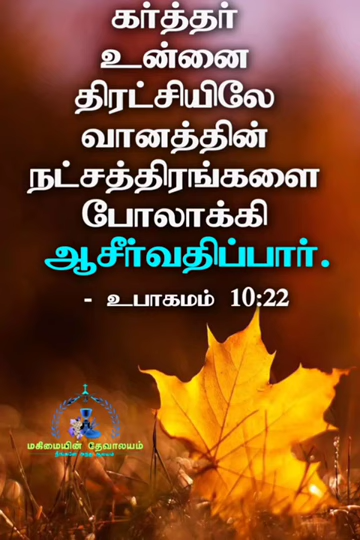 கர்த்தர்
உன்னை
திரட்சியிலே
வானத்தின்
நட்சத்திரங்களை
போலாக்கி
ஆசீர்வதிப்பார்.
- உபாகமம் 10:22
மகிமையின் தேவாலயம்